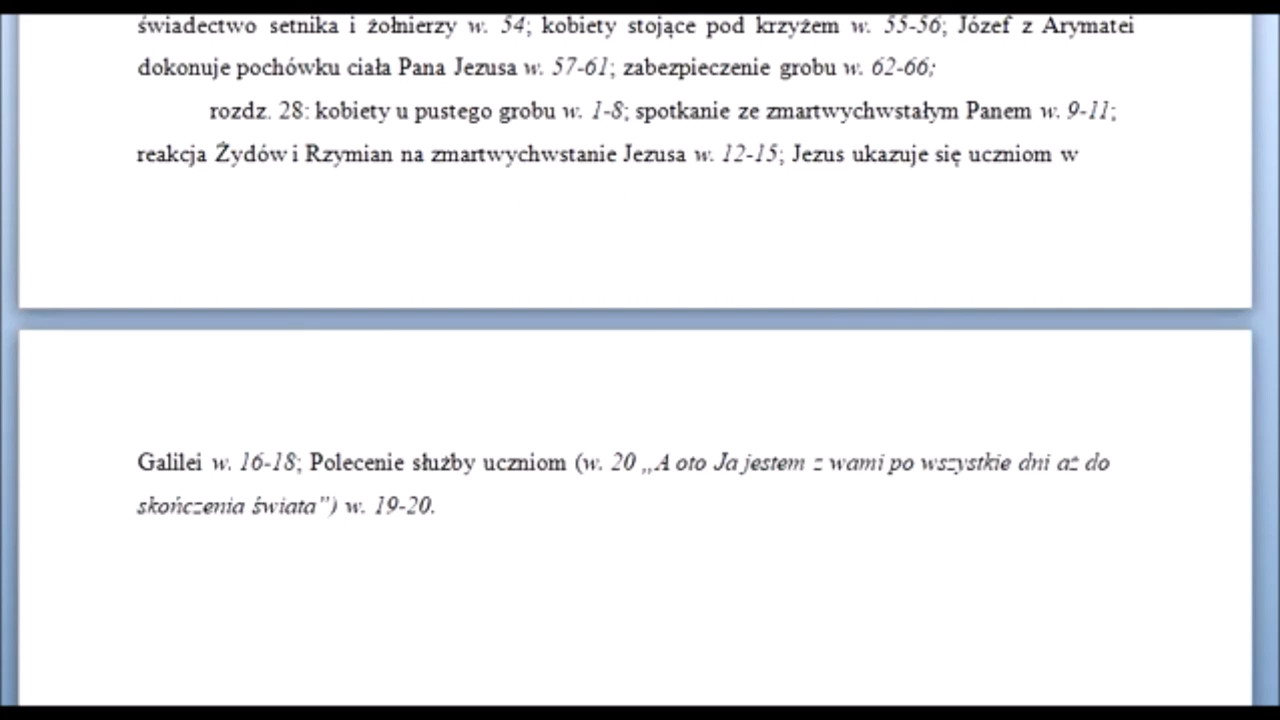 świadectwo setnika i żołnierzy w. 54; kobiety stojące pod krzyżem w. 55-56; Józef z Arymatei
dokonuje pochówku ciała Pana Jezusa w. 57-61; zabezpieczenie grobu w. 62-66;
rozdz. 28: kobiety u pustego grobu w. 1-8; spotkanie ze zmartwychwstałym Panem w. 9-11;
reakcja Żydów i Rzymian na zmartwychwstanie Jezusa w. 12-15; Jezus ukazuje się uczniom w
Galilei w. 16-18; Polecenie służby uczniom (w. 20 „A oto Ja jestem z wami po wszystkie dni aż do
skończenia świata”) w. 19-20.